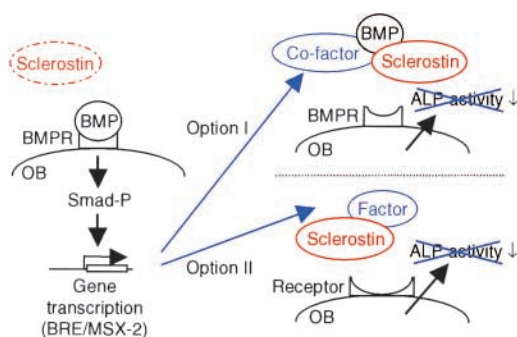 Sclerostin
BMP
BMPR
OB
Smad-P
Gene
transcription
(BRE/MSX-2)
Option I
Option II
BMP
Co-factor
Sclerostin
ALP activity ↓
BMPR
OB
Factor
Sclerostin
ALP activity ↓
Receptor
OB